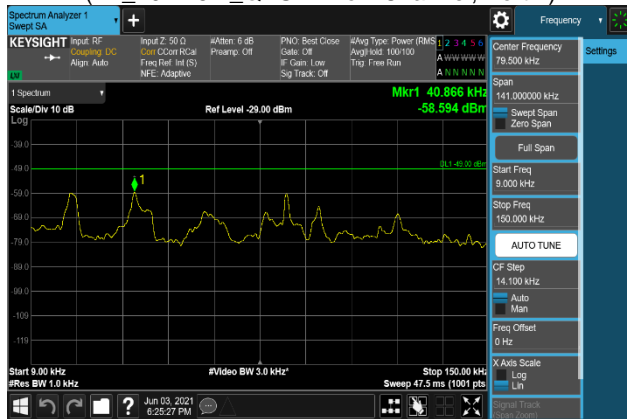 Spectrum Analyzer 1
Swept SA
+
Frequency
KEYSIGHT
Input: RF
Coupling: DC
Align: Auto
Input Z: 50 Ω
Corr CCorr RCal
Freq Ref: Int (S)
NFE: Adaptive
#Atten: 6 dB
Preamp: Off
PNO: Best Close
Gate: Off
IF Gain: Low
Sig Track: Off
#Avg Type: Power (RMS
Avg|Hold: 100/100
Trig: Free Run
1 2 3 4 5 6
A W W W W W
A N N N N N
1 Spectrum
Scale/Div 10 dB
Log
Ref Level -29.00 dBm
Mkr1 40.866 kHz
-58.594 dBm
DL1 -49.00 dBm
1
-39.0
-49.0
-59.0
-69.0
-79.0
-89.0
-99.0
-109
-119
Start 9.00 kHz
#Res BW 1.0 kHz
#Video BW 3.0 kHz*
Stop 150.00 kHz
Sweep 47.5 ms (1001 pts
Jun 03, 2021
6:25:27 PM
?
Center Frequency
79.500 kHz
Settings
Span
141.000000 kHz
Swept Span
Zero Span
Full Span
Start Freq
9.000 kHz
Stop Freq
150.000 kHz
AUTO TUNE
CF Step
14.100 kHz
Auto
Man
Freq Offset
0 Hz
X Axis Scale
Log
Lin
Signal Track
(Span Zoom)